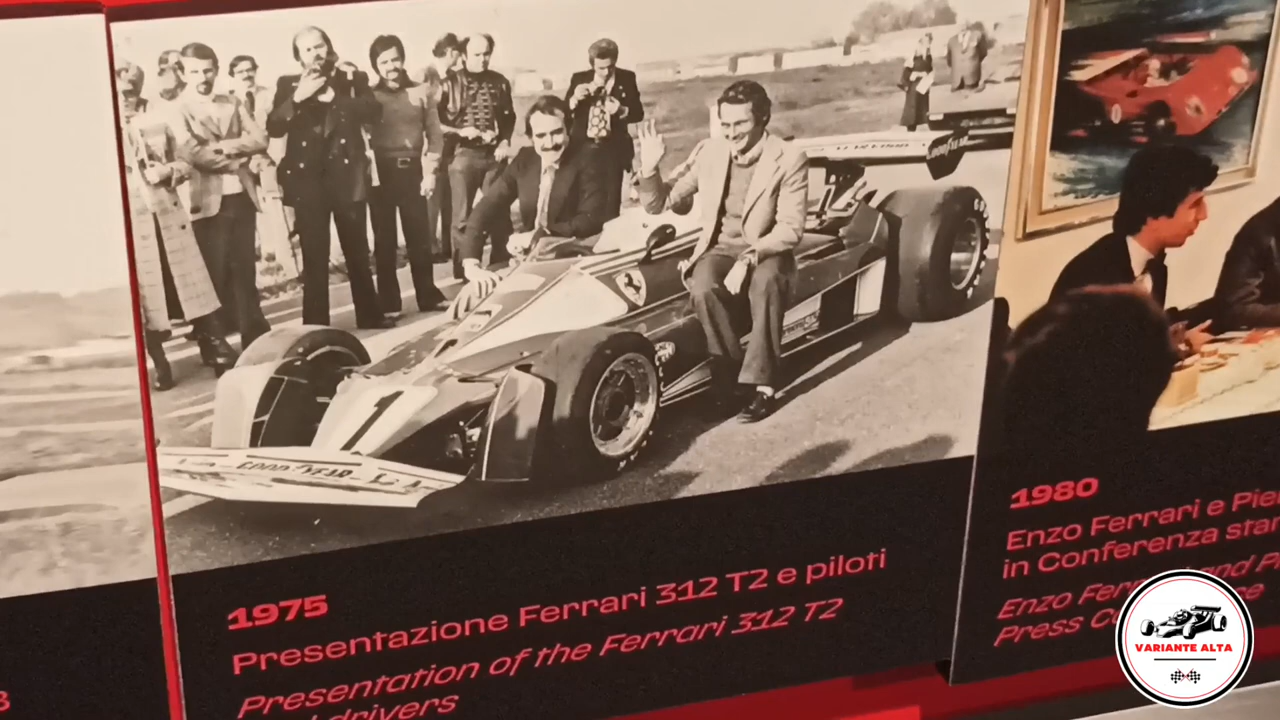 GOODYEAR
1
GOODYEAR
1975
Presentazione Ferrari 312 T2 e piloti
Presentation of the Ferrari 312 T2
drivers
1980
Enzo Ferrari e
in Conferenza
Enzo
Press
VARIANTE ALTA